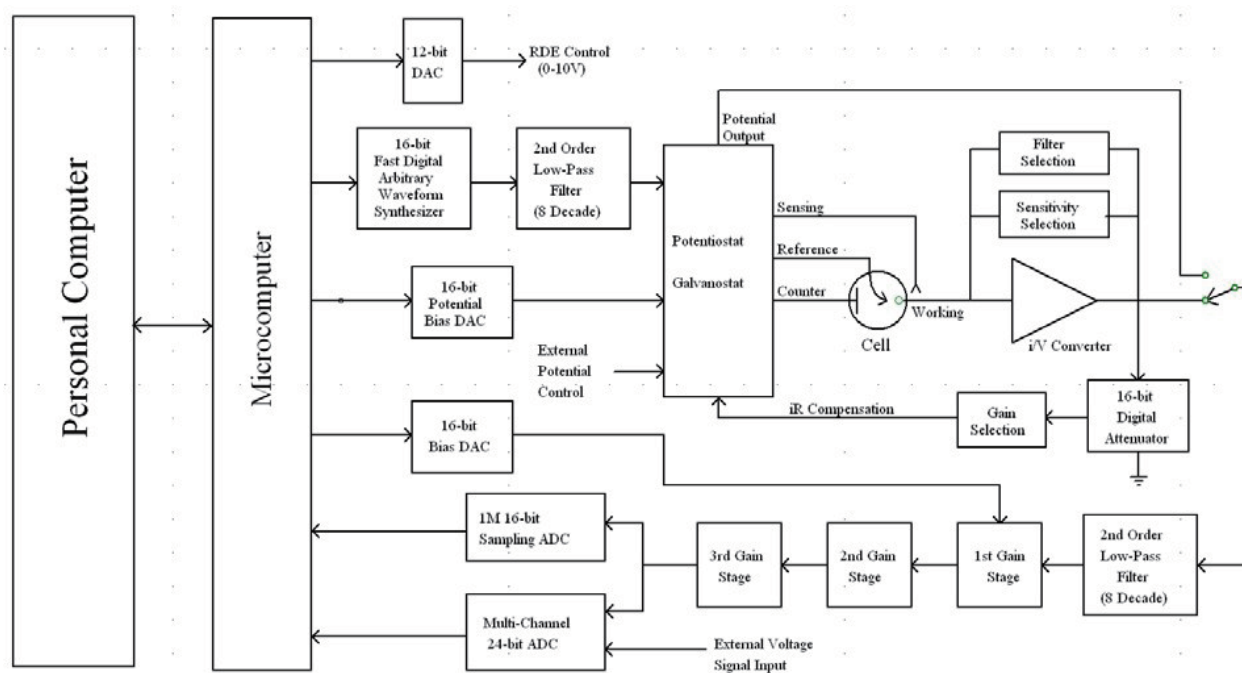 Personal Computer
Microcomputer
12-bit
DAC
RDE Control
(0-10V)
16-bit
Fast Digital
Arbitrary
Waveform
Synthesizer
2nd Order
Low-Pass
Filter
(8 Decade)
16-bit
Potential
Bias DAC
External
Potential
Control
16-bit
Bias DAC
Potential
Output
Potentiostat
Galvanostat
Sensing
Reference
Counter
Working
Cell
Filter
Selection
Sensitivity
Selection
i/V Converter
iR Compensation
Gain
Selection
16-bit
Digital
Attenuator
1M 16-bit
Sampling ADC
Multi-Channel
24-bit ADC
3rd Gain
Stage
2nd Gain
Stage
1st Gain
Stage
2nd Order
Low-Pass
Filter
(8 Decade)
External Voltage
Signal Input